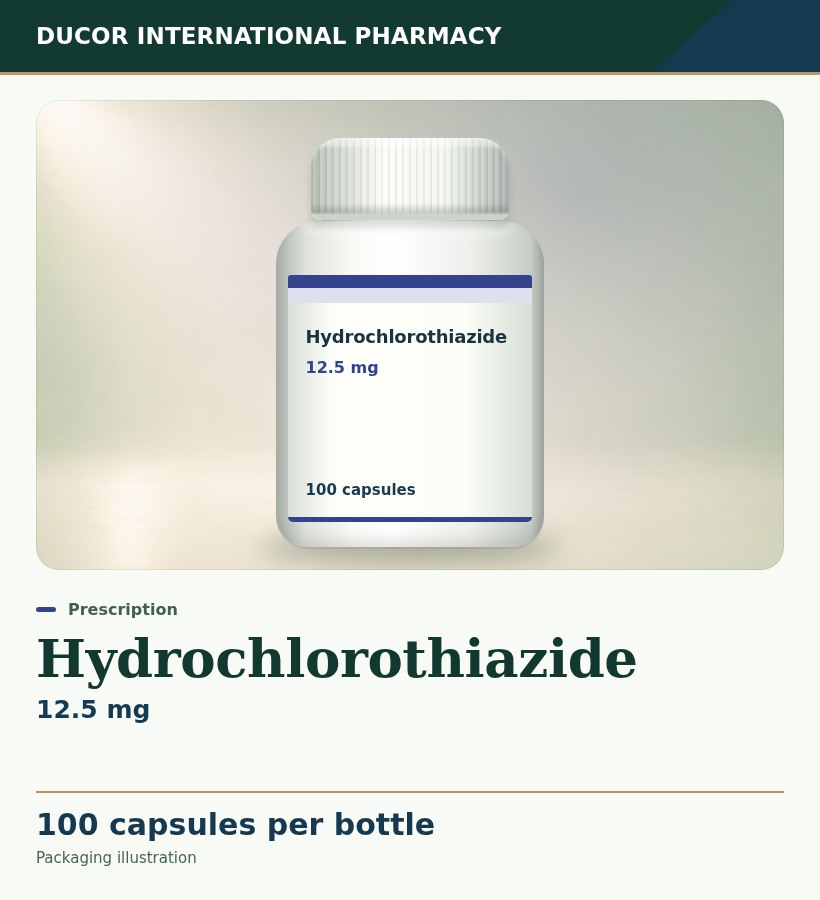 DUCOR INTERNATIONAL PHARMACY
Hydrochlorothiazide
12.5 mg
100 capsules
Prescription
Hydrochlorothiazide
12.5 mg
100 capsules per bottle
Packaging illustration